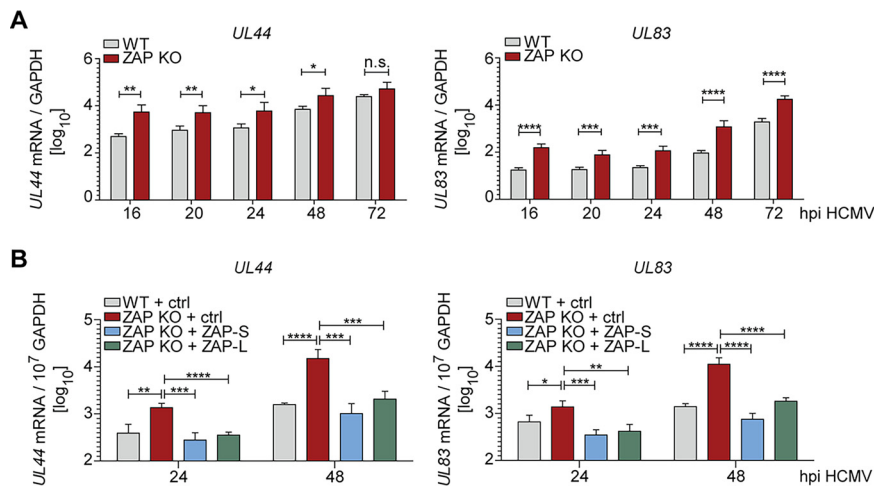 A
UL44
WT
ZAP KO
UL44 mRNA / GAPDH
[log10]
6
4
2
0
** ** * * n.s.
16 20 24 48 72
UL83
WT
ZAP KO
UL83 mRNA / GAPDH
[log10]
6
4
2
0
**** *** *** **** ****
16 20 24 48 72 hpi HCMV
B
UL44
WT + ctrl
ZAP KO + ctrl
ZAP KO + ZAP-S
ZAP KO + ZAP-L
UL44 mRNA / 10^7 GAPDH
[log10]
5
4
3
2
****
** ***
***
**** ***
24 48
UL83
WT + ctrl
ZAP KO + ctrl
ZAP KO + ZAP-S
ZAP KO + ZAP-L
UL83 mRNA / 10^7 GAPDH
[log10]
5
4
3
2
**
* ***
****
**** ****
24 48 hpi HCMV